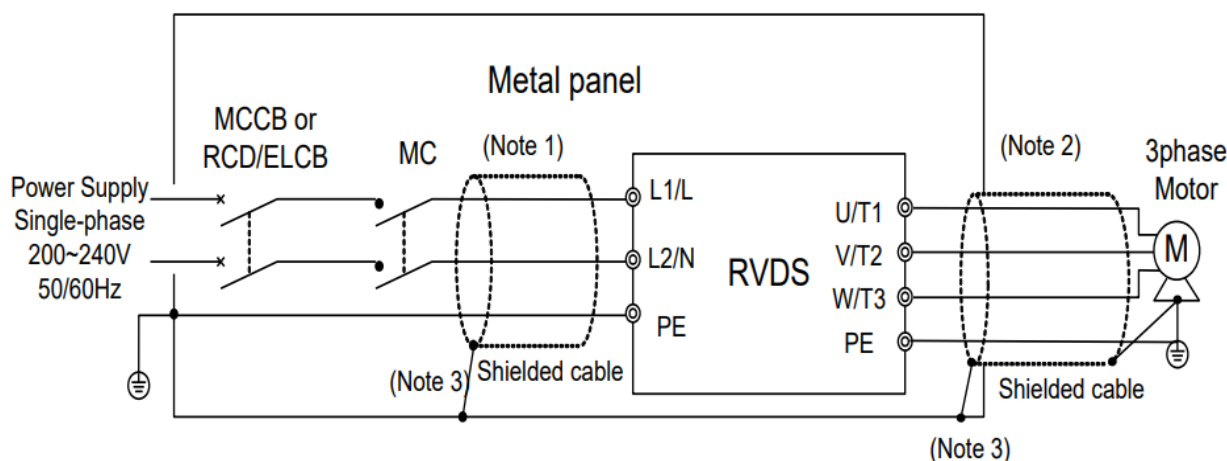 Metal panel
MCCB or
RCD/ELCB
MC
(Note 1)
(Note 2)
3phase
Motor
Power Supply
Single-phase
200~240V
50/60Hz
L1/L
L2/N
PE
RVDS
U/T1
V/T2
W/T3
PE
M
(Note 3)
Shielded cable
Shielded cable
(Note 3)